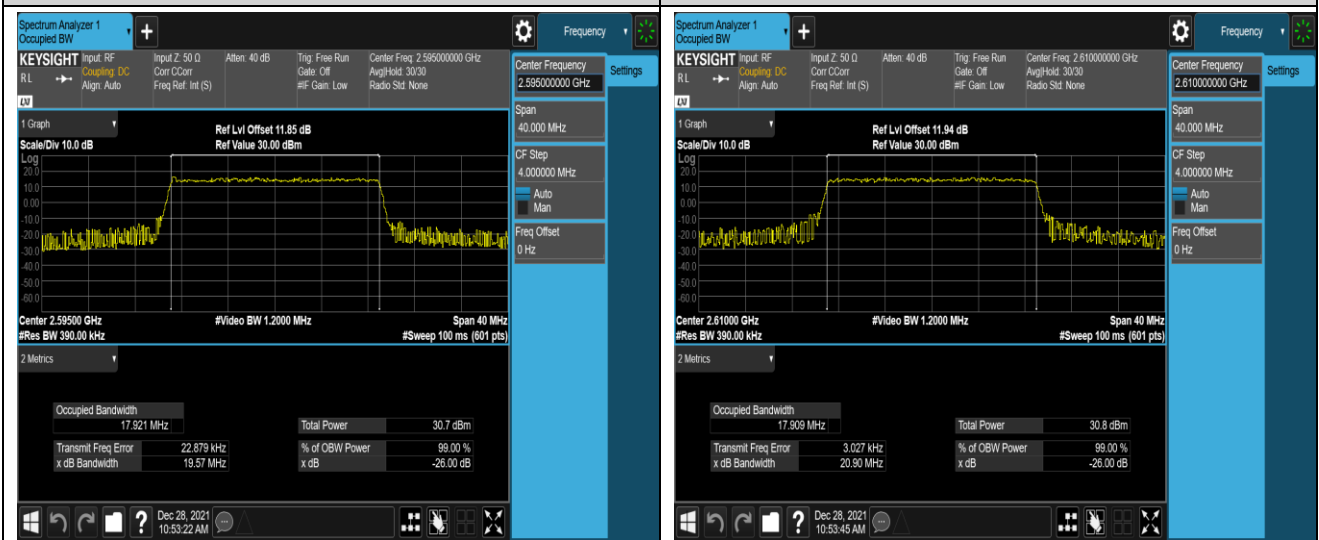 Spectrum Analyzer 1
Occupied BW
+
Frequency
KEYSIGHT
Input: RF
Input Z: 50 Ω
Atten: 40 dB
Trig: Free Run
Center Freq: 2.595000000 GHz
RL
Coupling: DC
Corr CCorr
Gate: Off
Avg|Hold: 30/30
Align: Auto
Freq Ref: Int (S)
#IF Gain: Low
Radio Std: None
LXI
Center Frequency
2.595000000 GHz
Settings
Span
40.000 MHz
CF Step
4.000000 MHz
Auto
Man
Freq Offset
0 Hz
1 Graph
Ref Lvl Offset 11.85 dB
Scale/Div 10.0 dB
Ref Value 30.00 dBm
Log
20.0
10.0
0.00
-10.0
-20.0
-30.0
-40.0
-50.0
-60.0
Center 2.59500 GHz
#Video BW 1.2000 MHz
Span 40 MHz
#Res BW 390.00 kHz
#Sweep 100 ms (601 pts)
2 Metrics
Occupied Bandwidth
17.921 MHz
Total Power 30.7 dBm
Transmit Freq Error 22.879 kHz
% of OBW Power 99.00 %
x dB Bandwidth 19.57 MHz
x dB -26.00 dB
?
Dec 28, 2021
10:53:22 AM
Spectrum Analyzer 1
Occupied BW
+
Frequency
KEYSIGHT
Input: RF
Input Z: 50 Ω
Atten: 40 dB
Trig: Free Run
Center Freq: 2.610000000 GHz
RL
Coupling: DC
Corr CCorr
Gate: Off
Avg|Hold: 30/30
Align: Auto
Freq Ref: Int (S)
#IF Gain: Low
Radio Std: None
LXI
Center Frequency
2.610000000 GHz
Settings
Span
40.000 MHz
CF Step
4.000000 MHz
Auto
Man
Freq Offset
0 Hz
1 Graph
Ref Lvl Offset 11.94 dB
Scale/Div 10.0 dB
Ref Value 30.00 dBm
Log
20.0
10.0
0.00
-10.0
-20.0
-30.0
-40.0
-50.0
-60.0
Center 2.61000 GHz
#Video BW 1.2000 MHz
Span 40 MHz
#Res BW 390.00 kHz
#Sweep 100 ms (601 pts)
2 Metrics
Occupied Bandwidth
17.909 MHz
Total Power 30.8 dBm
Transmit Freq Error 3.027 kHz
% of OBW Power 99.00 %
x dB Bandwidth 20.90 MHz
x dB -26.00 dB
?
Dec 28, 2021
10:53:45 AM